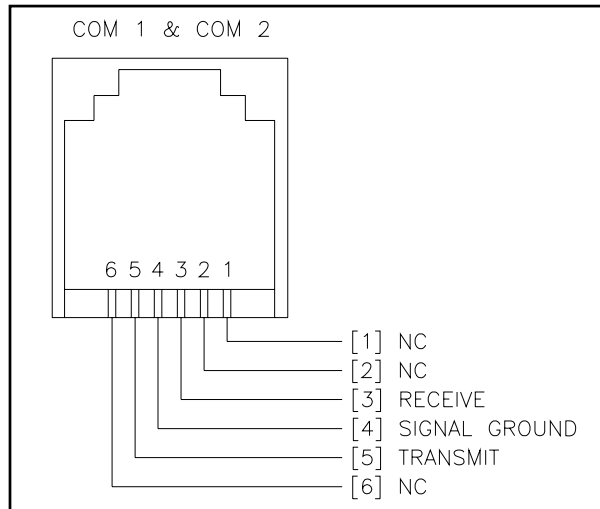 COM 1 & COM 2
6 5 4 3 2 1
[1] NC
[2] NC
[3] RECEIVE
[4] SIGNAL GROUND
[5] TRANSMIT
[6] NC